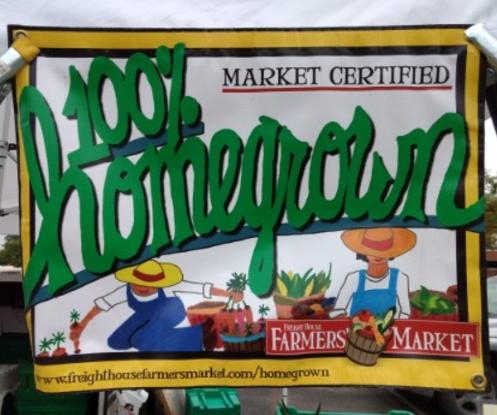 100%
MARKET CERTIFIED
homegrown
FREIGHT HOUSE
FARMERS' MARKET
www.freighthousefarmersmarket.com/homegrown